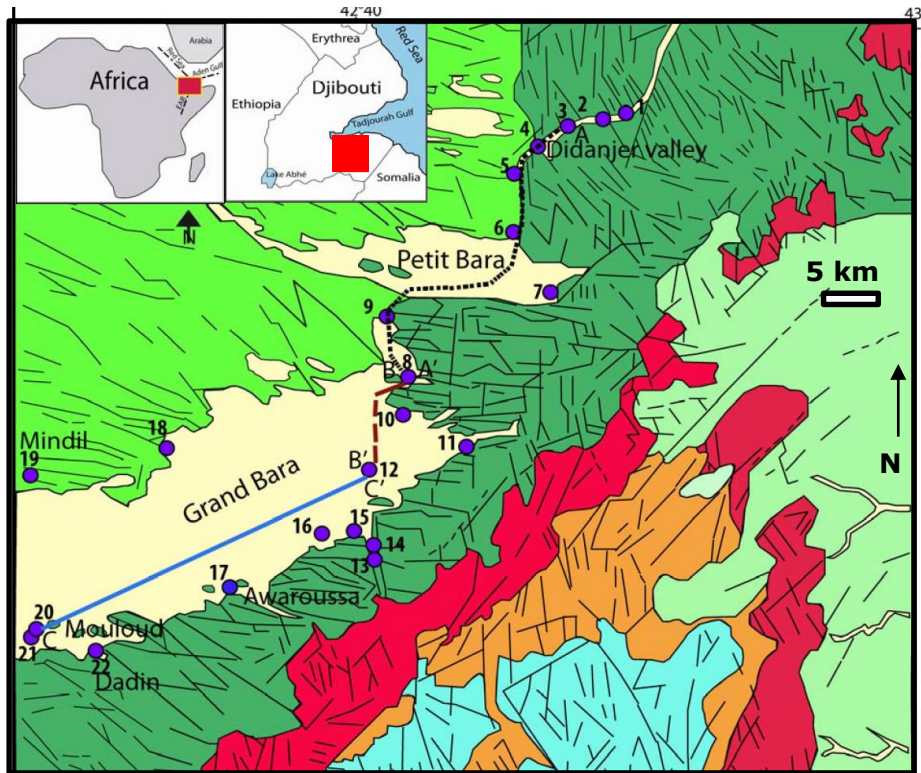 42°40
43
Arabia
Red Sea
Aden Gulf
Africa
EAR
Erythrea
Red Sea
Djibouti
Ethiopia
Tadjourah Gulf
Lake Abhé
Somalia
N
1
2
3
A
4
Didanjer valley
5
6
Petit Bara
7
5 km
9
8
B
A'
10
N
11
18
Mindil
19
Grand Bara
B'
12
C'
16
15
14
13
17
Awaroussa
20
Mouloud
C
21
22
Dadin